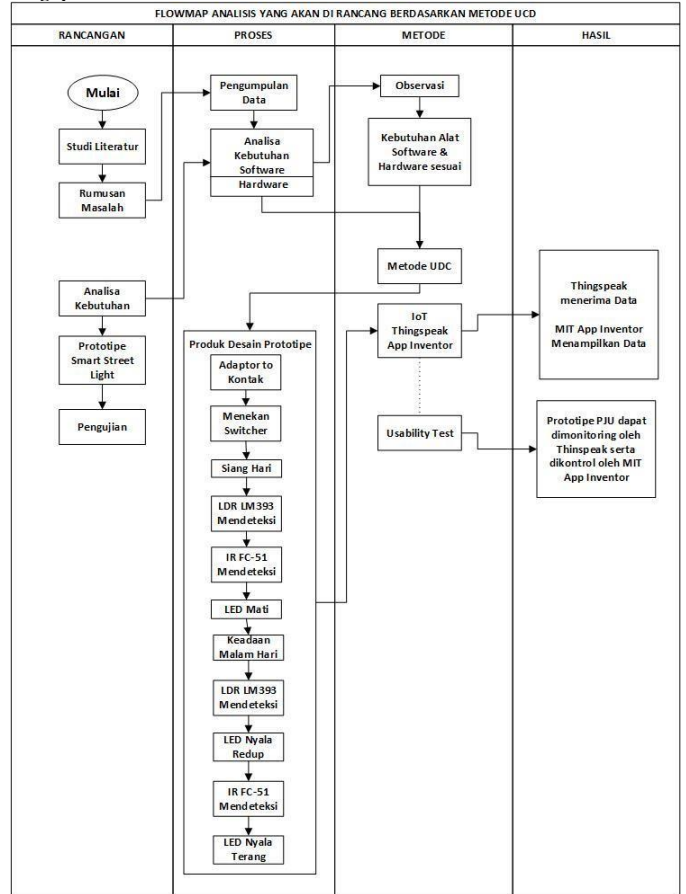 FLOWMAP ANALISIS YANG AKAN DI RANCANG BERDASARKAN METODE UCD
RANCANGAN
PROSES
METODE
HASIL
Mulai
Studi Literatur
Rumusan
Masalah
Analisa
Kebutuhan
Prototipe
Smart Street
Light
Pengujian
Pengumpulan
Data
Analisa
Kebutuhan
Software
Hardware
Produk Desain Prototipe
Adaptor to
Kontak
Menekan
Switcher
Siang Hari
LDR LM393
Mendeteksi
IR FC-51
Mendeteksi
LED Mati
Keadaan
Malam Hari
LDR LM393
Mendeteksi
LED Nyala
Redup
IR FC-51
Mendeteksi
LED Nyala
Terang
Observasi
Kebutuhan Alat
Software &
Hardware sesuai
Metode UDC
IoT
Thingspeak
App Inventor
Usability Test
Thingspeak
menerima Data
MIT App Inventor
Menampilkan Data
Prototipe PJU dapat
dimonitoring oleh
Thinspeak serta
dikontrol oleh MIT
App Inventor